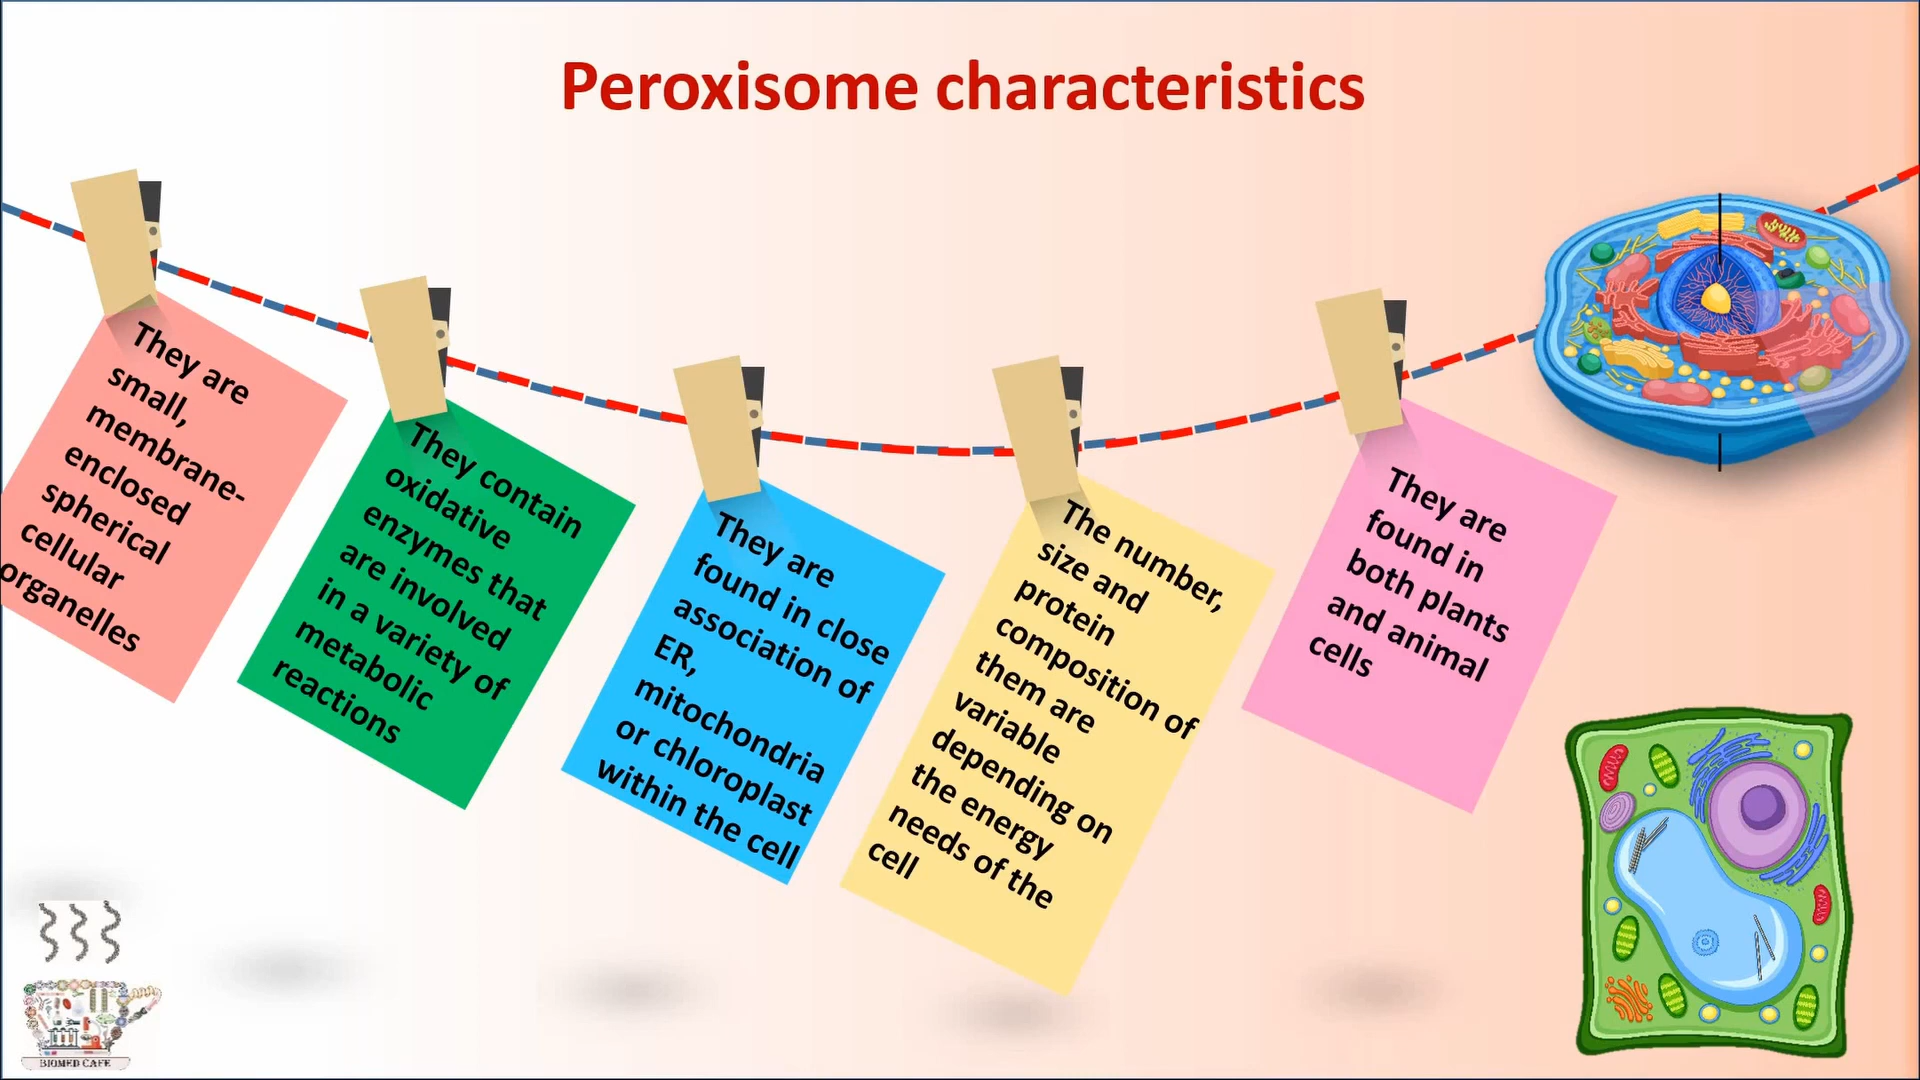 Peroxisome characteristics
They are
small,
membrane-
enclosed
spherical
cellular
organelles
They contain
oxidative
enzymes that
are involved
in a variety of
metabolic
reactions
They are
found in close
association of
ER,
mitochondria
or chloroplast
within the cell
The number,
size and
protein
composition of
them are
variable
depending on
the energy
needs of the
cell
They are
found in
both plants
and animal
cells
BIOMED CAFE